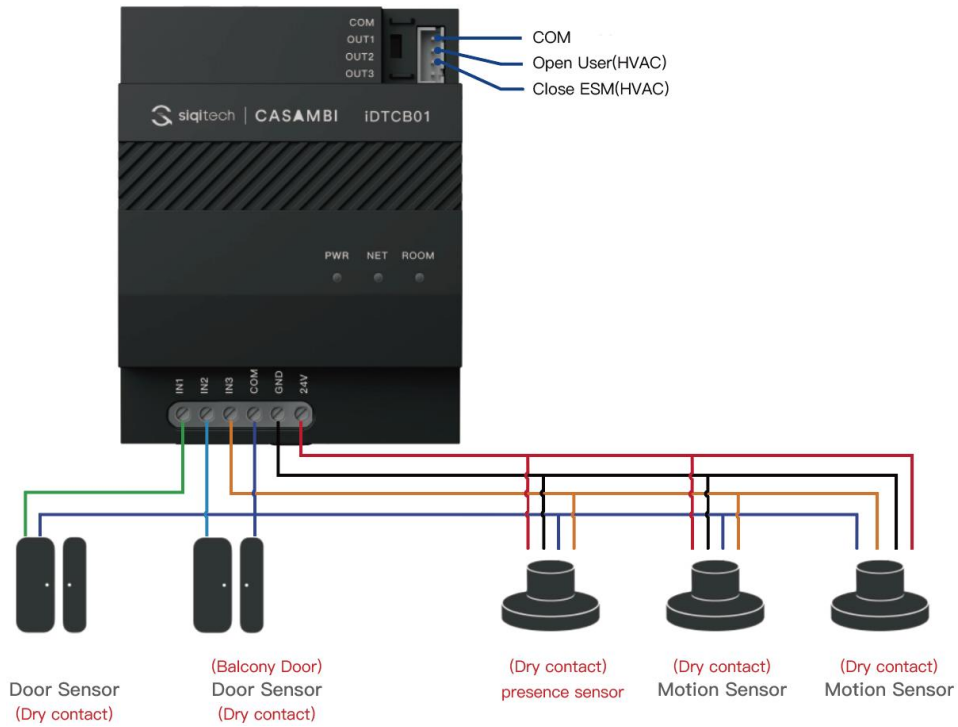 COM
OUT1
OUT2
OUT3
COM
Open User(HVAC)
Close ESM(HVAC)
siqitech | CASAMBI iDTCB01
PWR NET ROOM
IN1 IN2 IN3 COM GND 24V
Door Sensor
(Dry contact)
(Balcony Door)
Door Sensor
(Dry contact)
(Dry contact)
presence sensor
(Dry contact)
Motion Sensor
(Dry contact)
Motion Sensor